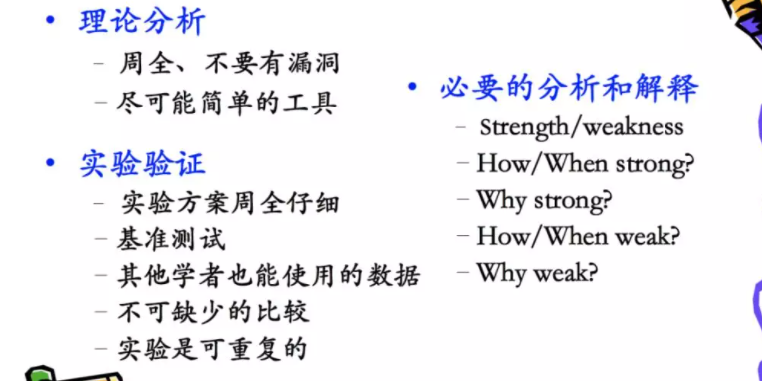 • 理论分析
– 周全、不要有漏洞
– 尽可能简单的工具
• 实验验证
– 实验方案周全仔细
– 基准测试
– 其他学者也能使用的数据
– 不可缺少的比较
– 实验是可重复的
• 必要的分析和解释
– Strength/weakness
– How/When strong?
– Why strong?
– How/When weak?
– Why weak?